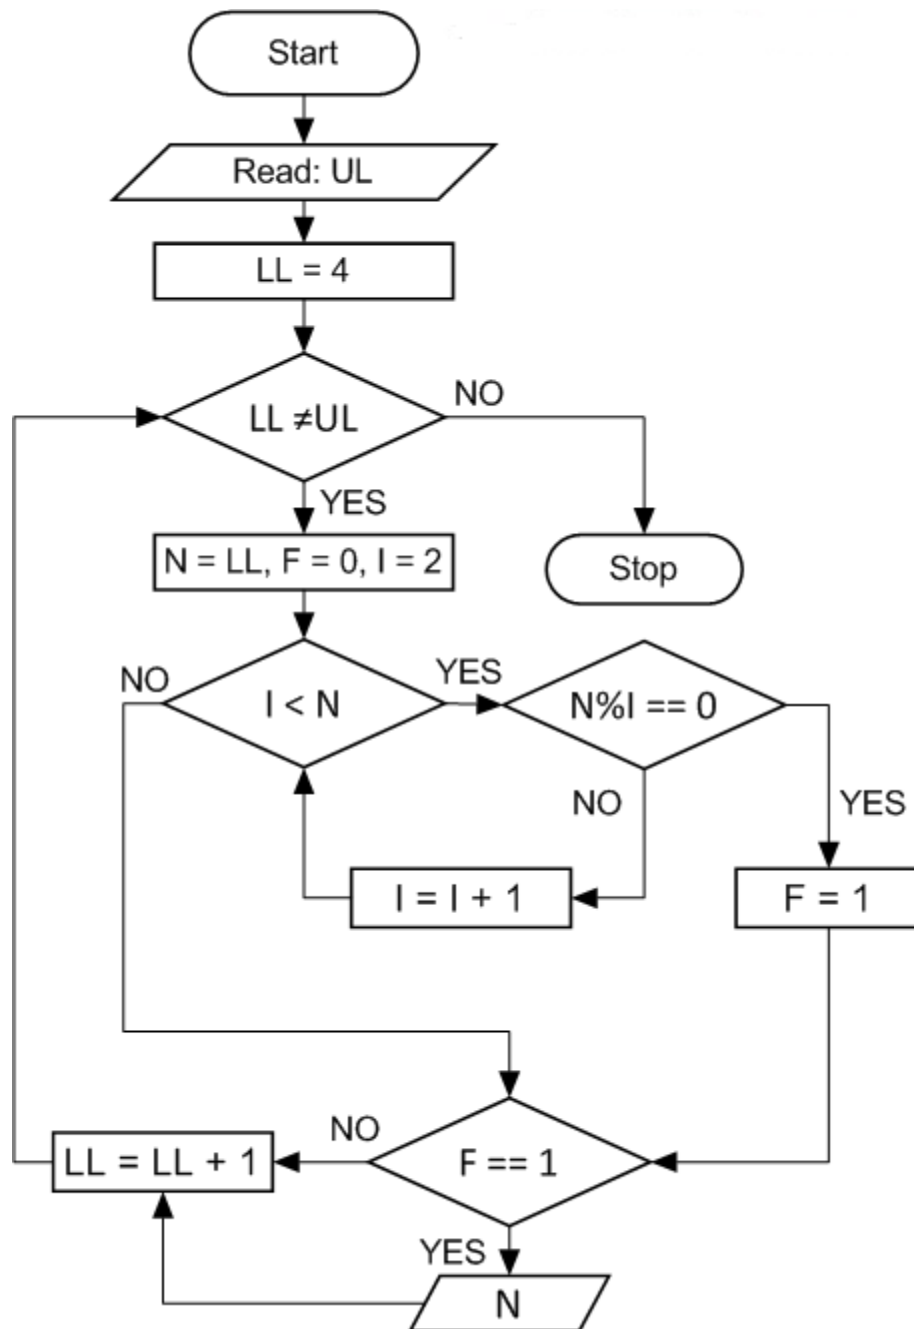 Start
Read: UL
LL = 4
LL ≠UL
NO
YES
N = LL, F = 0, I = 2
Stop
NO
I < N
YES
N%I == 0
NO
YES
I = I + 1
F = 1
NO
LL = LL + 1
F == 1
YES
N